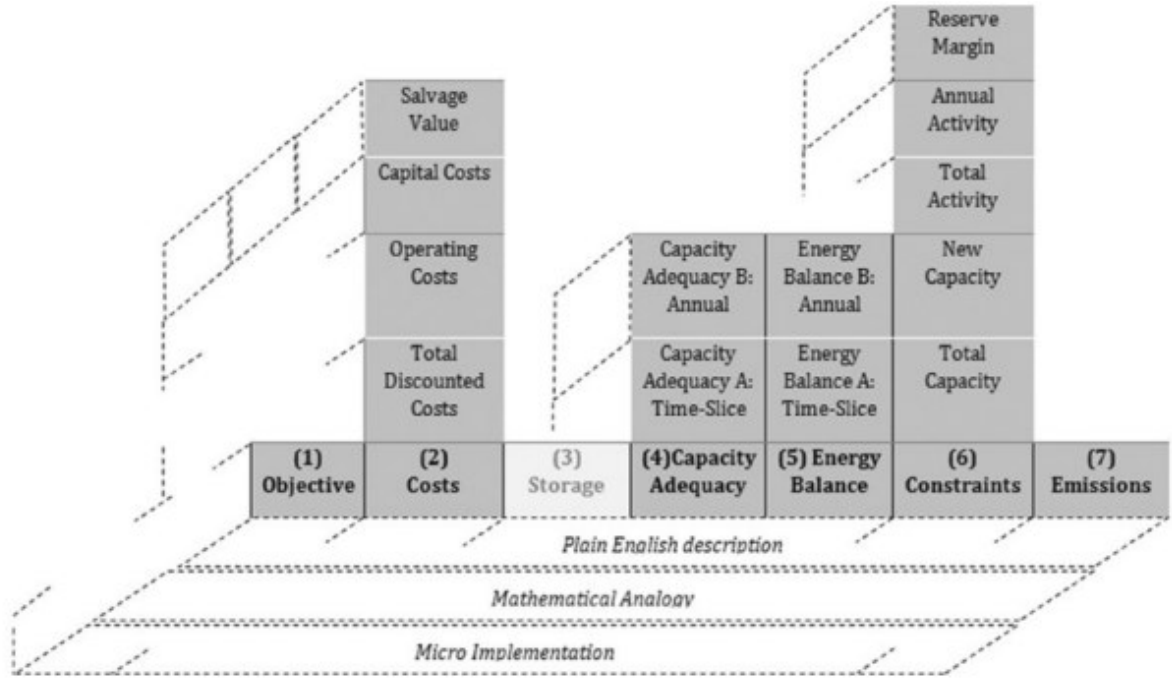 Reserve
Margin
Salvage
Value
Annual
Activity
Capital Costs
Total
Activity
Operating
Costs
Capacity
Adequacy B:
Annual
Energy
Balance B:
Annual
New
Capacity
Total
Discounted
Costs
Capacity
Adequacy A:
Time-Slice
Energy
Balance A:
Time-Slice
Total
Capacity
(1)
Objective
(2)
Costs
(3)
Storage
(4)Capacity
Adequacy
(5) Energy
Balance
(6)
Constraints
(7)
Emissions
Plain English description
Mathematical Analogy
Micro Implementation